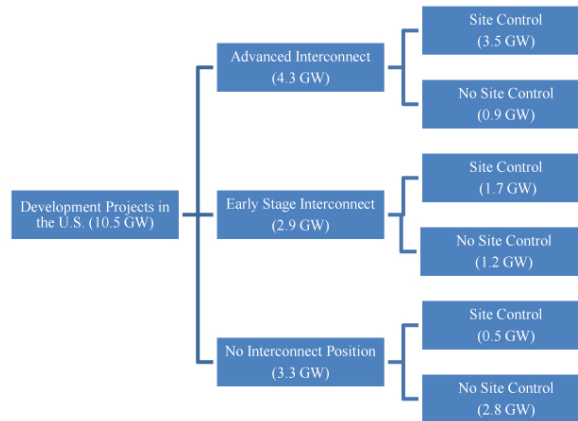 Development Projects in
the U.S. (10.5 GW)
Advanced Interconnect
(4.3 GW)
Site Control
(3.5 GW)
No Site Control
(0.9 GW)
Early Stage Interconnect
(2.9 GW)
Site Control
(1.7 GW)
No Site Control
(1.2 GW)
No Interconnect Position
(3.3 GW)
Site Control
(0.5 GW)
No Site Control
(2.8 GW)